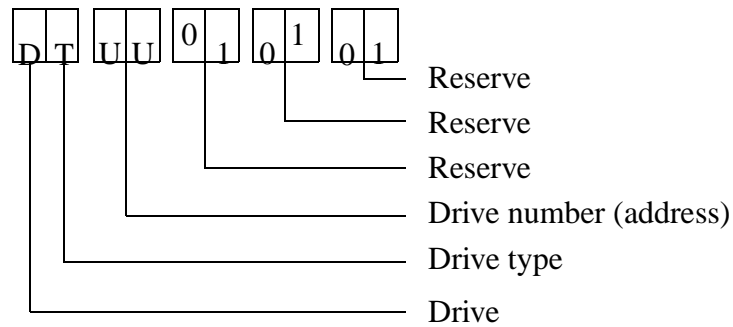 D T U U 0 1 0 1 0 1
Reserve
Reserve
Reserve
Drive number (address)
Drive type
Drive